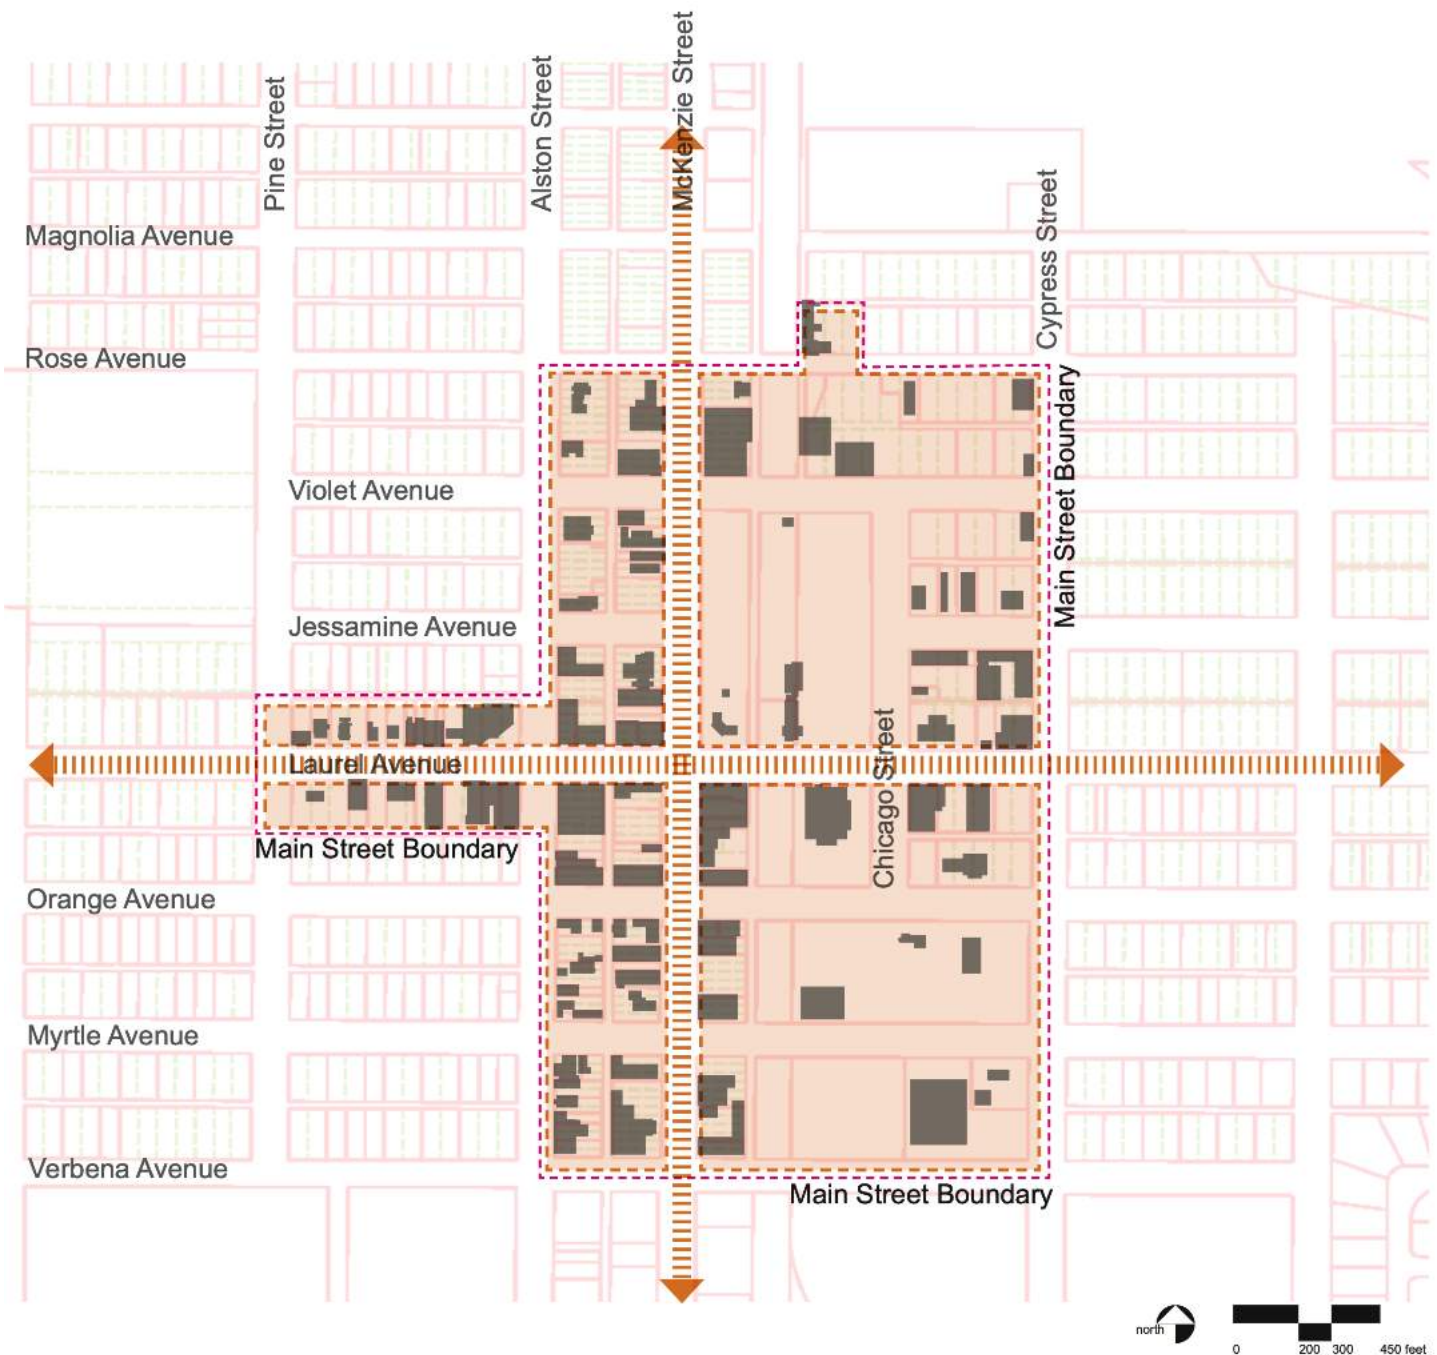 McKenzie Street
Alston Street
Pine Street
Cypress Street
Magnolia Avenue
Rose Avenue
Main Street Boundary
Violet Avenue
Jessamine Avenue
Chicago Street
Laurel Avenue
Main Street Boundary
Orange Avenue
Myrtle Avenue
Verbena Avenue
Main Street Boundary
north
0 200 300 450 feet